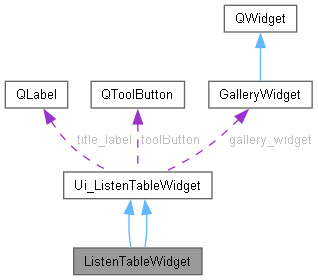 QWidget
QLabel
QToolButton
GalleryWidget
title_label
toolButton
gallery_widget
Ui_ListenTableWidget
ListenTableWidget